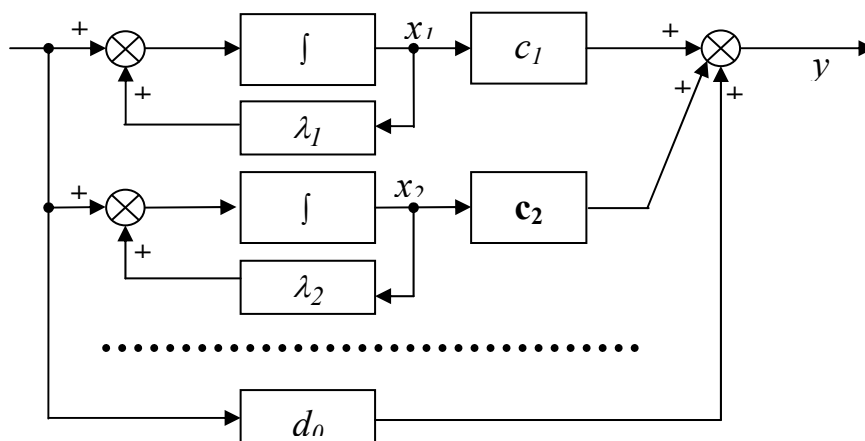 + ∫ x₁ c₁ + y
+ + +
λ₁
+ ∫ x₂ c₂
+
λ₂
d₀